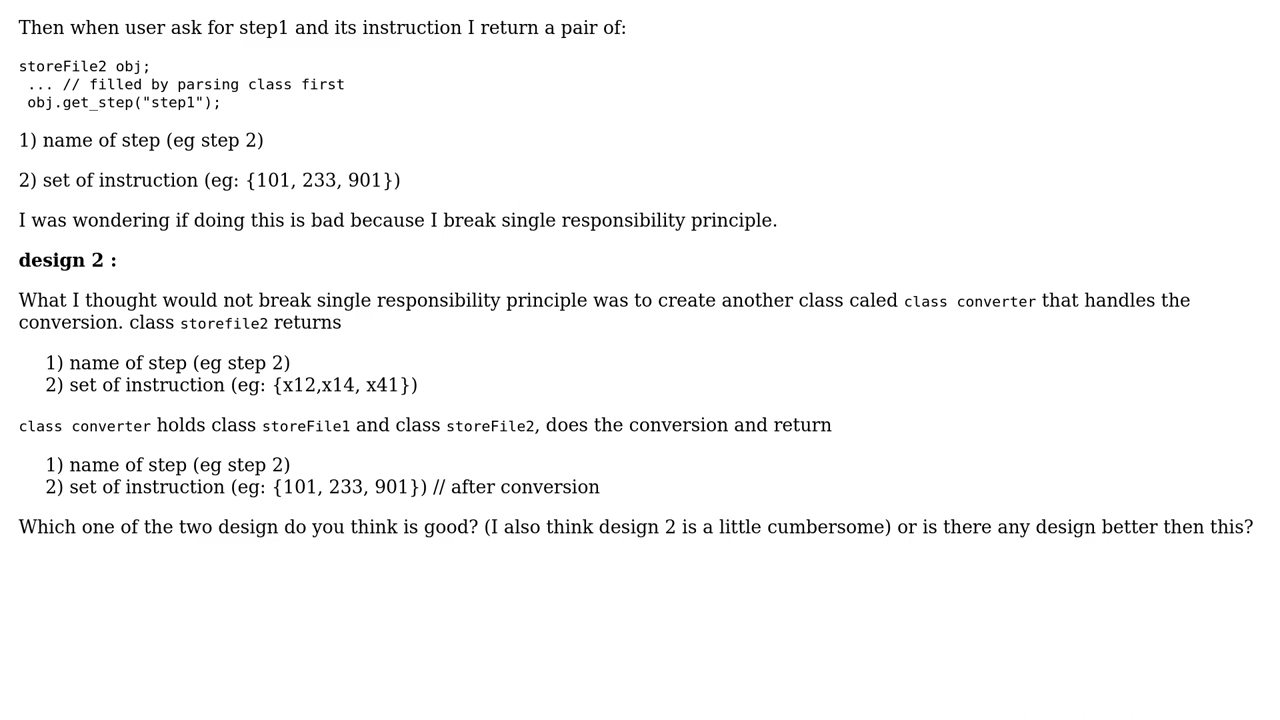 Then when user ask for step1 and its instruction I return a pair of:
storeFile2 obj;
... // filled by parsing class first
obj.get_step("step1");
1) name of step (eg step 2)
2) set of instruction (eg: {101, 233, 901})
I was wondering if doing this is bad because I break single responsibility principle.
design 2 :
What I thought would not break single responsibility principle was to create another class caled class converter that handles the
conversion. class storefile2 returns
1) name of step (eg step 2)
2) set of instruction (eg: {x12,x14, x41})
class converter holds class storeFile1 and class storeFile2, does the conversion and return
1) name of step (eg step 2)
2) set of instruction (eg: {101, 233, 901}) // after conversion
Which one of the two design do you think is good? (I also think design 2 is a little cumbersome) or is there any design better then this?